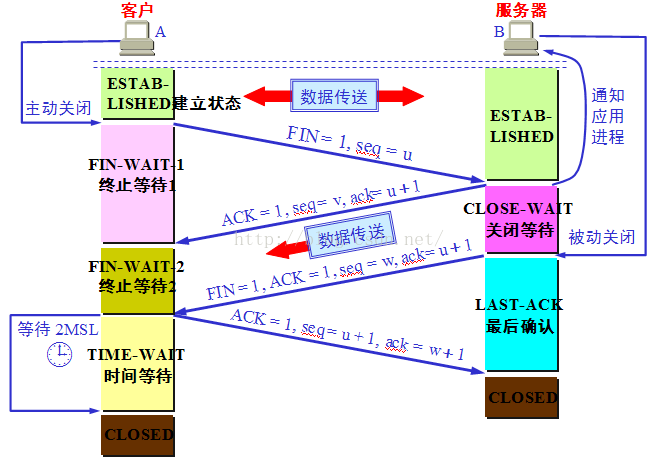 客户
服务器
A
B
ESTAB-
LISHED
建立状态
数据传送
主动关闭
ESTAB-
LISHED
通知
应用
进程
FIN = 1, seq = u
FIN-WAIT-1
终止等待1
ACK = 1, seq = v, ack= u + 1
CLOSE-WAIT
关闭等待
数据传送
被动关闭
FIN-WAIT-2
终止等待2
FIN = 1, ACK = 1, seq = w, ack= u + 1
LAST-ACK
最后确认
等待 2MSL
TIME-WAIT
时间等待
ACK = 1, seq= u + 1, ack = w + 1
CLOSED
CLOSED